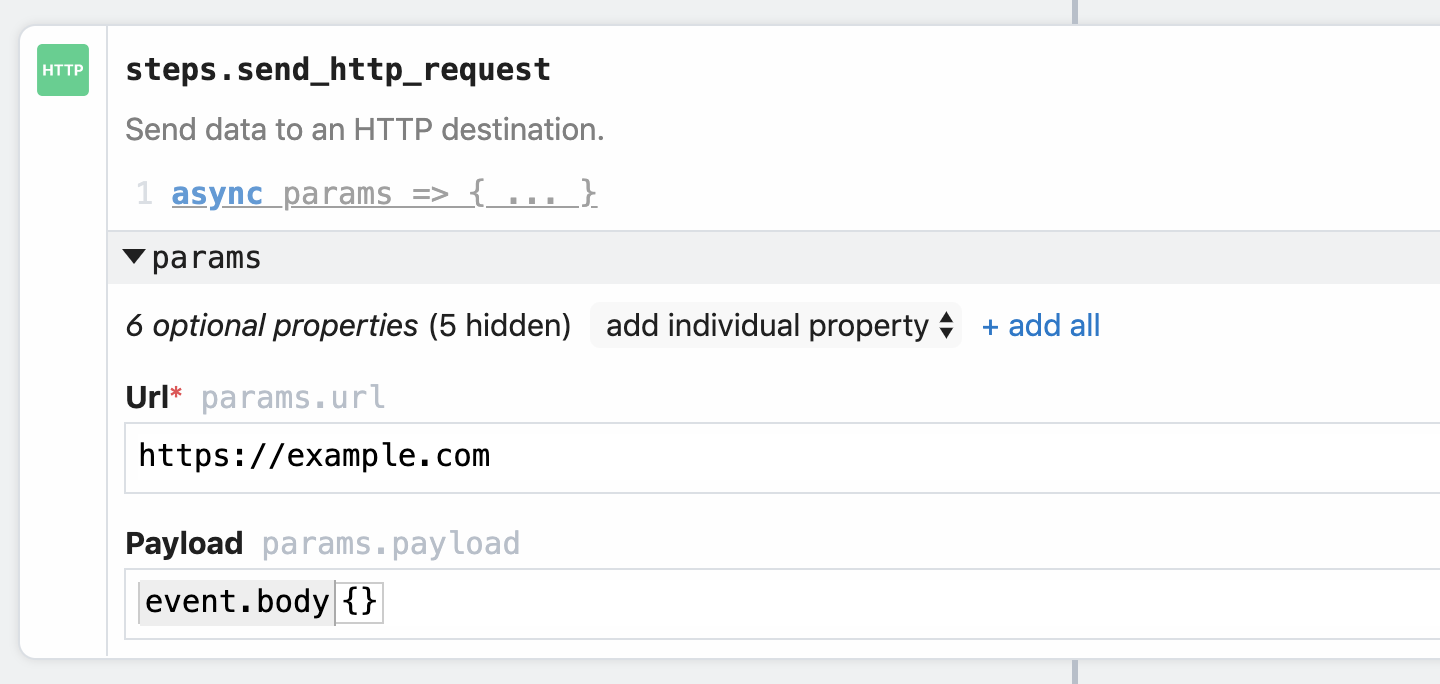 HTTP
steps.send_http_request
Send data to an HTTP destination.
1 async params => { ... }
params
6 optional properties (5 hidden) add individual property + add all
Url* params.url
https://example.com
Payload params.payload
event.body {}